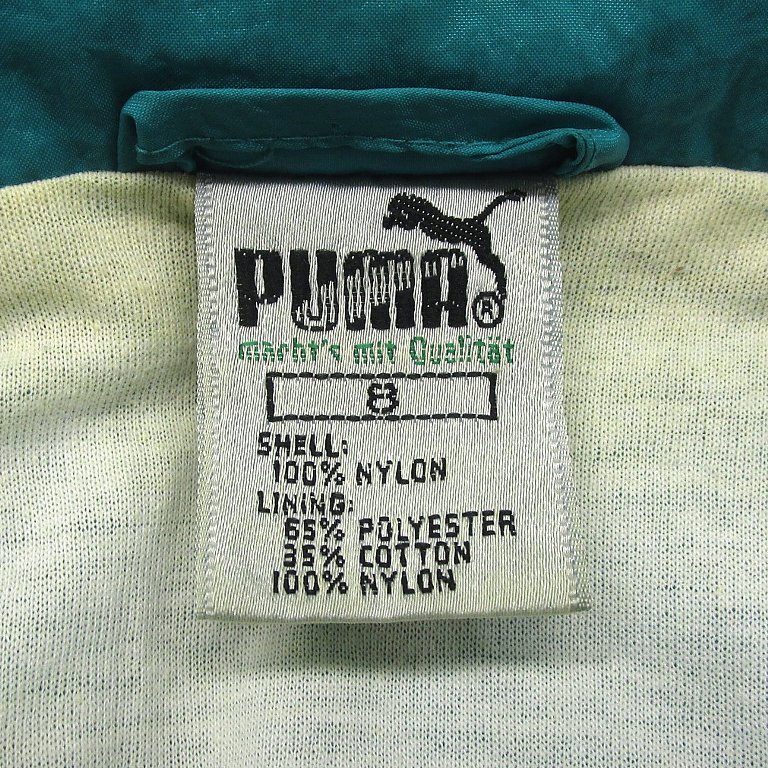 PUMA®
macht's mit Qualität
8
SHELL:
100% NYLON
LINING:
65% POLYESTER
35% COTTON
100% NYLON